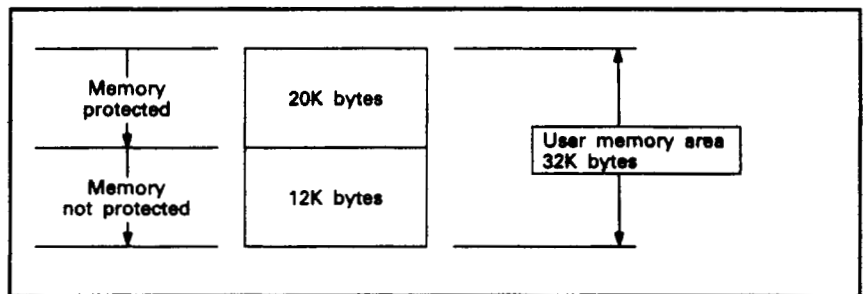 Memory
protected
20K bytes
User memory area
32K bytes
Memory
not protected
12K bytes